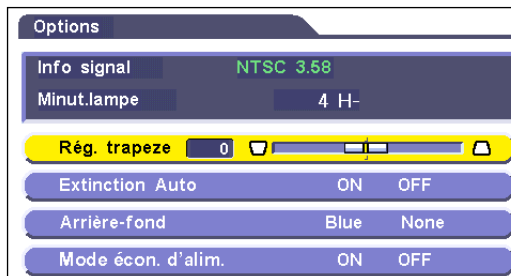 Options
Info signal NTSC 3.58
Minut.lampe 4 H-
Rég. trapeze 0
Extinction Auto ON OFF
Arrière-fond Blue None
Mode écon. d'alim. ON OFF